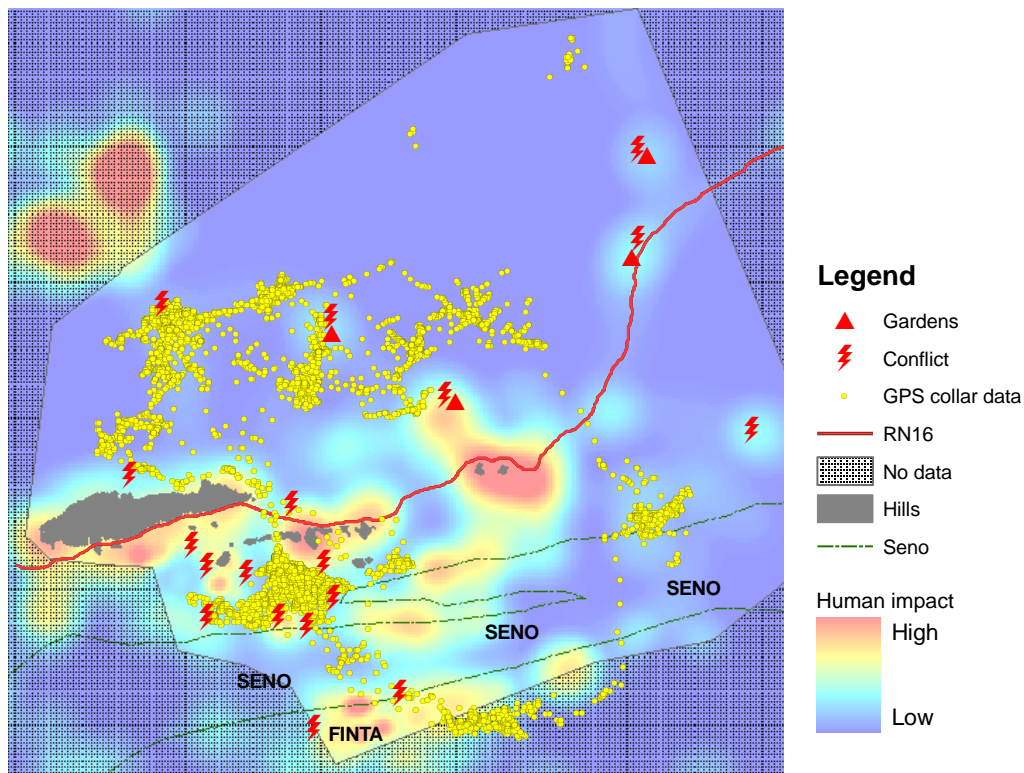 SENO
SENO
SENO
FINTA
Legend
Gardens
Conflict
GPS collar data
RN16
No data
Hills
Seno
Human impact
High
Low